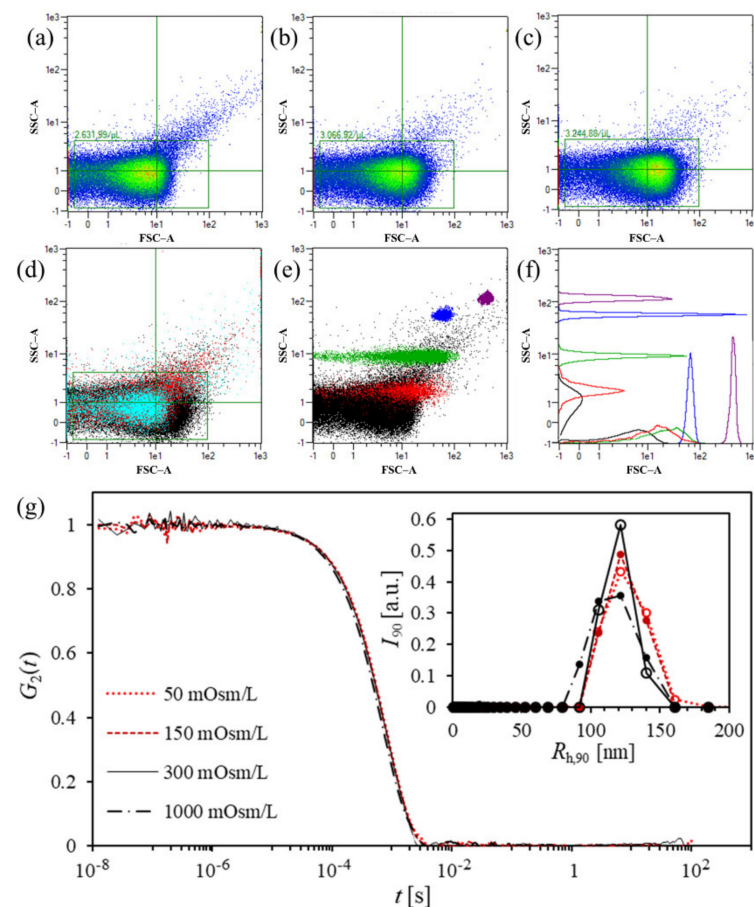 (a)
1e3
1e2
1e1
1
0
-1
SSC–A
2.631,99/µL
-1 0 1 1e1 1e2 1e3
FSC–A
(b)
1e3
1e2
1e1
1
0
-1
SSC–A
3.066,92/µL
-1 0 1 1e1 1e2 1e3
FSC–A
(c)
1e3
1e2
1e1
1
0
-1
SSC–A
3.244,88/µL
-1 0 1 1e1 1e2 1e3
FSC–A
(d)
1e3
1e2
1e1
1
0
-1
SSC–A
-1 0 1 1e1 1e2 1e3
FSC–A
(e)
1e3
1e2
1e1
1
0
-1
SSC–A
-1 0 1 1e1 1e2 1e3
FSC–A
(f)
1e3
1e2
1e1
1
0
-1
SSC–A
-1 0 1 1e1 1e2 1e3
FSC–A
(g)
1
0.8
0.6
0.4
0.2
0
G2(t)
50 mOsm/L
150 mOsm/L
300 mOsm/L
1000 mOsm/L
10-8 10-6 10-4 10-2 1 102
t [s]
0.6
0.5
0.4
0.3
0.2
0.1
0
I90 [a.u.]
0 50 100 150 200
Rh,90 [nm]